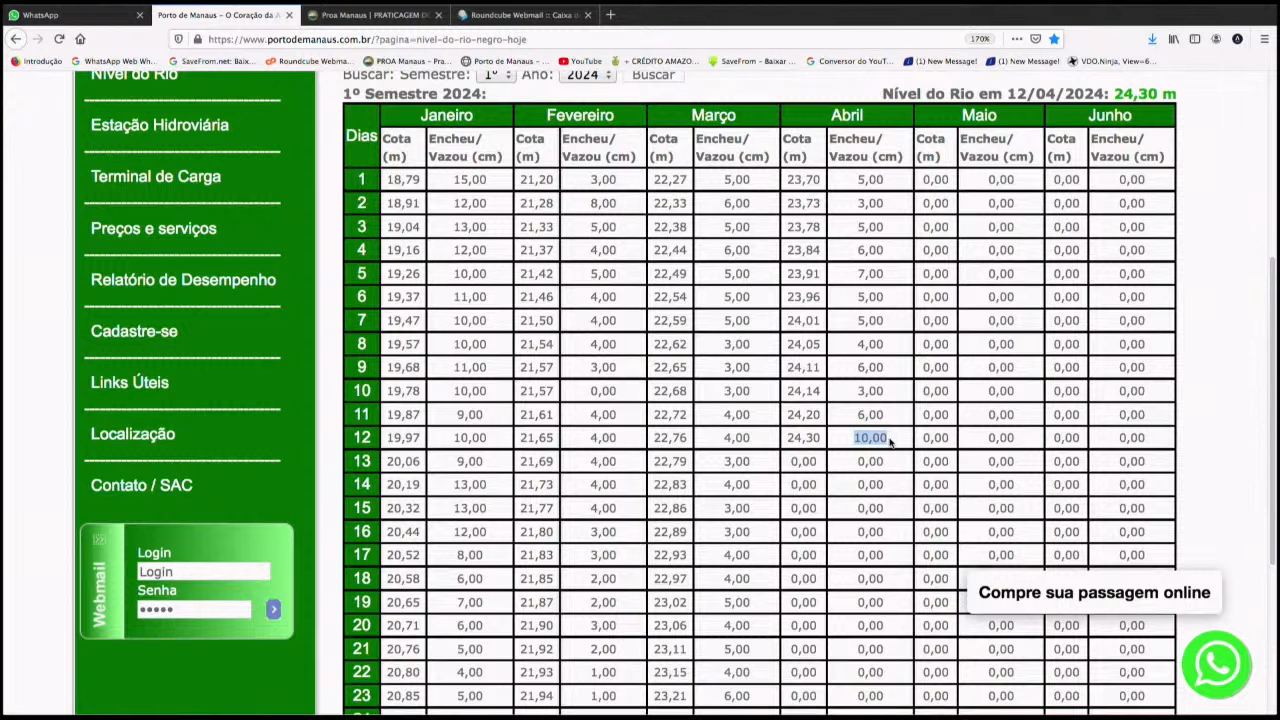 WhatsApp × Porto de Manaus - O Coração da A × Proa Manaus | PRATICAGEM DO × Roundcube Webmail :: Caixa d × +
https://www.portodemanaus.com.br/?pagina=nivel-do-rio-negro-hoje 170%
Introdução WhatsApp Web Wh... SaveFrom.net: Baix... Roundcube Webma... PROA Manaus - Pra... Porto de Manaus - ... YouTube + CRÉDITO AMAZO... SaveFrom - Baixar ... Conversor do YouT... (1) New Message! (1) New Message! VDO.Ninja, View=6...
Nível do Rio
Estação Hidroviária
Terminal de Carga
Preços e serviços
Relatório de Desempenho
Cadastre-se
Links Úteis
Localização
Contato / SAC
Webmail
Login
Login
Senha
•••••
Buscar: Semestre: 1º Ano: 2024 Buscar
1º Semestre 2024: Nível do Rio em 12/04/2024: 24,30 m
Dias Janeiro Fevereiro Março Abril Maio Junho
Cota Encheu/ Cota Encheu/ Cota Encheu/ Cota Encheu/ Cota Encheu/ Cota Encheu/
(m) Vazou (cm) (m) Vazou (cm) (m) Vazou (cm) (m) Vazou (cm) (m) Vazou (cm) (m) Vazou (cm)
1 18,79 15,00 21,20 3,00 22,27 5,00 23,70 5,00 0,00 0,00 0,00 0,00
2 18,91 12,00 21,28 8,00 22,33 6,00 23,73 3,00 0,00 0,00 0,00 0,00
3 19,04 13,00 21,33 5,00 22,38 5,00 23,78 5,00 0,00 0,00 0,00 0,00
4 19,16 12,00 21,37 4,00 22,44 6,00 23,84 6,00 0,00 0,00 0,00 0,00
5 19,26 10,00 21,42 5,00 22,49 5,00 23,91 7,00 0,00 0,00 0,00 0,00
6 19,37 11,00 21,46 4,00 22,54 5,00 23,96 5,00 0,00 0,00 0,00 0,00
7 19,47 10,00 21,50 4,00 22,59 5,00 24,01 5,00 0,00 0,00 0,00 0,00
8 19,57 10,00 21,54 4,00 22,62 3,00 24,05 4,00 0,00 0,00 0,00 0,00
9 19,68 11,00 21,57 3,00 22,65 3,00 24,11 6,00 0,00 0,00 0,00 0,00
10 19,78 10,00 21,57 0,00 22,68 3,00 24,14 3,00 0,00 0,00 0,00 0,00
11 19,87 9,00 21,61 4,00 22,72 4,00 24,20 6,00 0,00 0,00 0,00 0,00
12 19,97 10,00 21,65 4,00 22,76 4,00 24,30 10,00 0,00 0,00 0,00 0,00
13 20,06 9,00 21,69 4,00 22,79 3,00 0,00 0,00 0,00 0,00 0,00 0,00
14 20,19 13,00 21,73 4,00 22,83 4,00 0,00 0,00 0,00 0,00 0,00 0,00
15 20,32 13,00 21,77 4,00 22,86 3,00 0,00 0,00 0,00 0,00 0,00 0,00
16 20,44 12,00 21,80 3,00 22,89 3,00 0,00 0,00 0,00 0,00 0,00 0,00
17 20,52 8,00 21,83 3,00 22,93 4,00 0,00 0,00 0,00 0,00 0,00 0,00
18 20,58 6,00 21,85 2,00 22,97 4,00 0,00 0,00 0,00
19 20,65 7,00 21,87 2,00 23,02 5,00 0,00 0,00 0,00
20 20,71 6,00 21,90 3,00 23,06 4,00 0,00 0,00 0,00 0,00 0,00 0,00
21 20,76 5,00 21,92 2,00 23,11 5,00 0,00 0,00 0,00 0,00 0,00 0,00
22 20,80 4,00 21,93 1,00 23,15 4,00 0,00 0,00 0,00 0,00 0,00 0,00
23 20,85 5,00 21,94 1,00 23,21 6,00 0,00 0,00 0,00 0,00 0,00 0,00
Compre sua passagem online